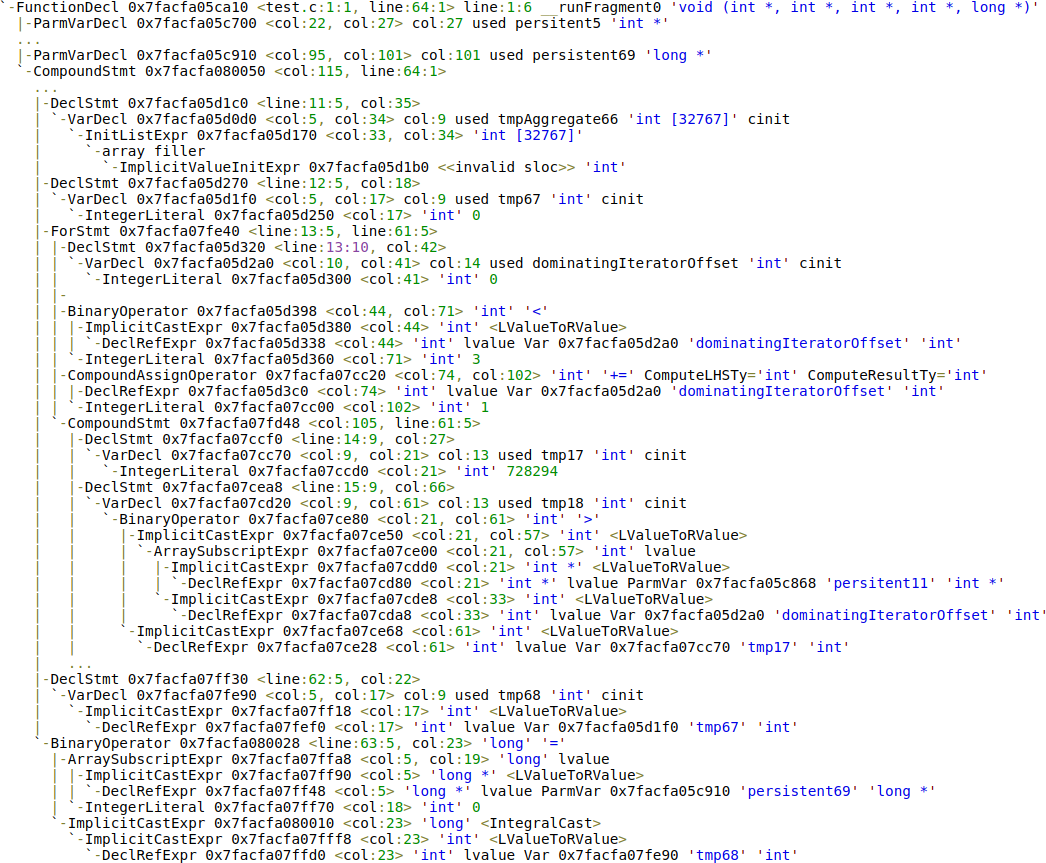 `-FunctionDecl 0x7facfa05ca10 <test.c:1:1, line:64:1> line:1:6 __runFragment0 'void (int *, int *, int *, int *, long *)'
  |-ParmVarDecl 0x7facfa05c700 <col:22, col:27> col:27 used persitent5 'int *'
  ...
  |-ParmVarDecl 0x7facfa05c910 <col:95, col:101> col:101 used persistent69 'long *'
  `-CompoundStmt 0x7facfa080050 <col:115, line:64:1>
    ...
    |-DeclStmt 0x7facfa05d1c0 <line:11:5, col:35>
    | `-VarDecl 0x7facfa05d0d0 <col:5, col:34> col:9 used tmpAggregate66 'int [32767]' cinit
    |   `-InitListExpr 0x7facfa05d170 <col:33, col:34> 'int [32767]'
    |     `-array filler
    |       `-ImplicitValueInitExpr 0x7facfa05d1b0 <<invalid sloc>> 'int'
    |-DeclStmt 0x7facfa05d270 <line:12:5, col:18>
    | `-VarDecl 0x7facfa05d1f0 <col:5, col:17> col:9 used tmp67 'int' cinit
    |   `-IntegerLiteral 0x7facfa05d250 <col:17> 'int' 0
    |-ForStmt 0x7facfa07fe40 <line:13:5, line:61:5>
    | |-DeclStmt 0x7facfa05d320 <line:13:10, col:42>
    | | `-VarDecl 0x7facfa05d2a0 <col:10, col:41> col:14 used dominatingIteratorOffset 'int' cinit
    | |   `-IntegerLiteral 0x7facfa05d300 <col:41> 'int' 0
    | |-
    | |-BinaryOperator 0x7facfa05d398 <col:44, col:71> 'int' '<'
    | | |-ImplicitCastExpr 0x7facfa05d380 <col:44> 'int' <LValueToRValue>
    | | | `-DeclRefExpr 0x7facfa05d338 <col:44> 'int' lvalue Var 0x7facfa05d2a0 'dominatingIteratorOffset' 'int'
    | | `-IntegerLiteral 0x7facfa05d360 <col:71> 'int' 3
    | |-CompoundAssignOperator 0x7facfa07cc20 <col:74, col:102> 'int' '+=' ComputeLHSTy='int' ComputeResultTy='int'
    | | |-DeclRefExpr 0x7facfa05d3c0 <col:74> 'int' lvalue Var 0x7facfa05d2a0 'dominatingIteratorOffset' 'int'
    | | `-IntegerLiteral 0x7facfa07cc00 <col:102> 'int' 1
    | `-CompoundStmt 0x7facfa07fd48 <col:105, line:61:5>
    |   |-DeclStmt 0x7facfa07ccf0 <line:14:9, col:27>
    |   | `-VarDecl 0x7facfa07cc70 <col:9, col:21> col:13 used tmp17 'int' cinit
    |   |   `-IntegerLiteral 0x7facfa07ccd0 <col:21> 'int' 728294
    |   |-DeclStmt 0x7facfa07cea8 <line:15:9, col:66>
    |   | `-VarDecl 0x7facfa07cd20 <col:9, col:61> col:13 used tmp18 'int' cinit
    |   |   `-BinaryOperator 0x7facfa07ce80 <col:21, col:61> 'int' '>'
    |   |     |-ImplicitCastExpr 0x7facfa07ce50 <col:21, col:57> 'int' <LValueToRValue>
    |   |     | `-ArraySubscriptExpr 0x7facfa07ce00 <col:21, col:57> 'int' lvalue
    |   |     |   |-ImplicitCastExpr 0x7facfa07cdd0 <col:21> 'int *' <LValueToRValue>
    |   |     |   | `-DeclRefExpr 0x7facfa07cd80 <col:21> 'int *' lvalue ParmVar 0x7facfa05c868 'persitent11' 'int *'
    |   |     |   `-ImplicitCastExpr 0x7facfa07cde8 <col:33> 'int' <LValueToRValue>
    |   |     |     `-DeclRefExpr 0x7facfa07cda8 <col:33> 'int' lvalue Var 0x7facfa05d2a0 'dominatingIteratorOffset' 'int'
    |   |     `-ImplicitCastExpr 0x7facfa07ce68 <col:61> 'int' <LValueToRValue>
    |   |       `-DeclRefExpr 0x7facfa07ce28 <col:61> 'int' lvalue Var 0x7facfa07cc70 'tmp17' 'int'
    |   ...
    |-DeclStmt 0x7facfa07ff30 <line:62:5, col:22>
    | `-VarDecl 0x7facfa07fe90 <col:5, col:17> col:9 used tmp68 'int' cinit
    |   `-ImplicitCastExpr 0x7facfa07ff18 <col:17> 'int' <LValueToRValue>
    |     `-DeclRefExpr 0x7facfa07fef0 <col:17> 'int' lvalue Var 0x7facfa05d1f0 'tmp67' 'int'
    `-BinaryOperator 0x7facfa080028 <line:63:5, col:23> 'long' '='
      |-ArraySubscriptExpr 0x7facfa07ffa8 <col:5, col:19> 'long' lvalue
      | |-ImplicitCastExpr 0x7facfa07ff90 <col:5> 'long *' <LValueToRValue>
      | | `-DeclRefExpr 0x7facfa07ff48 <col:5> 'long *' lvalue ParmVar 0x7facfa05c910 'persistent69' 'long *'
      | `-IntegerLiteral 0x7facfa07ff70 <col:18> 'int' 0
      `-ImplicitCastExpr 0x7facfa080010 <col:23> 'long' <IntegralCast>
        `-ImplicitCastExpr 0x7facfa07fff8 <col:23> 'int' <LValueToRValue>
          `-DeclRefExpr 0x7facfa07ffd0 <col:23> 'int' lvalue Var 0x7facfa07fe90 'tmp68' 'int'